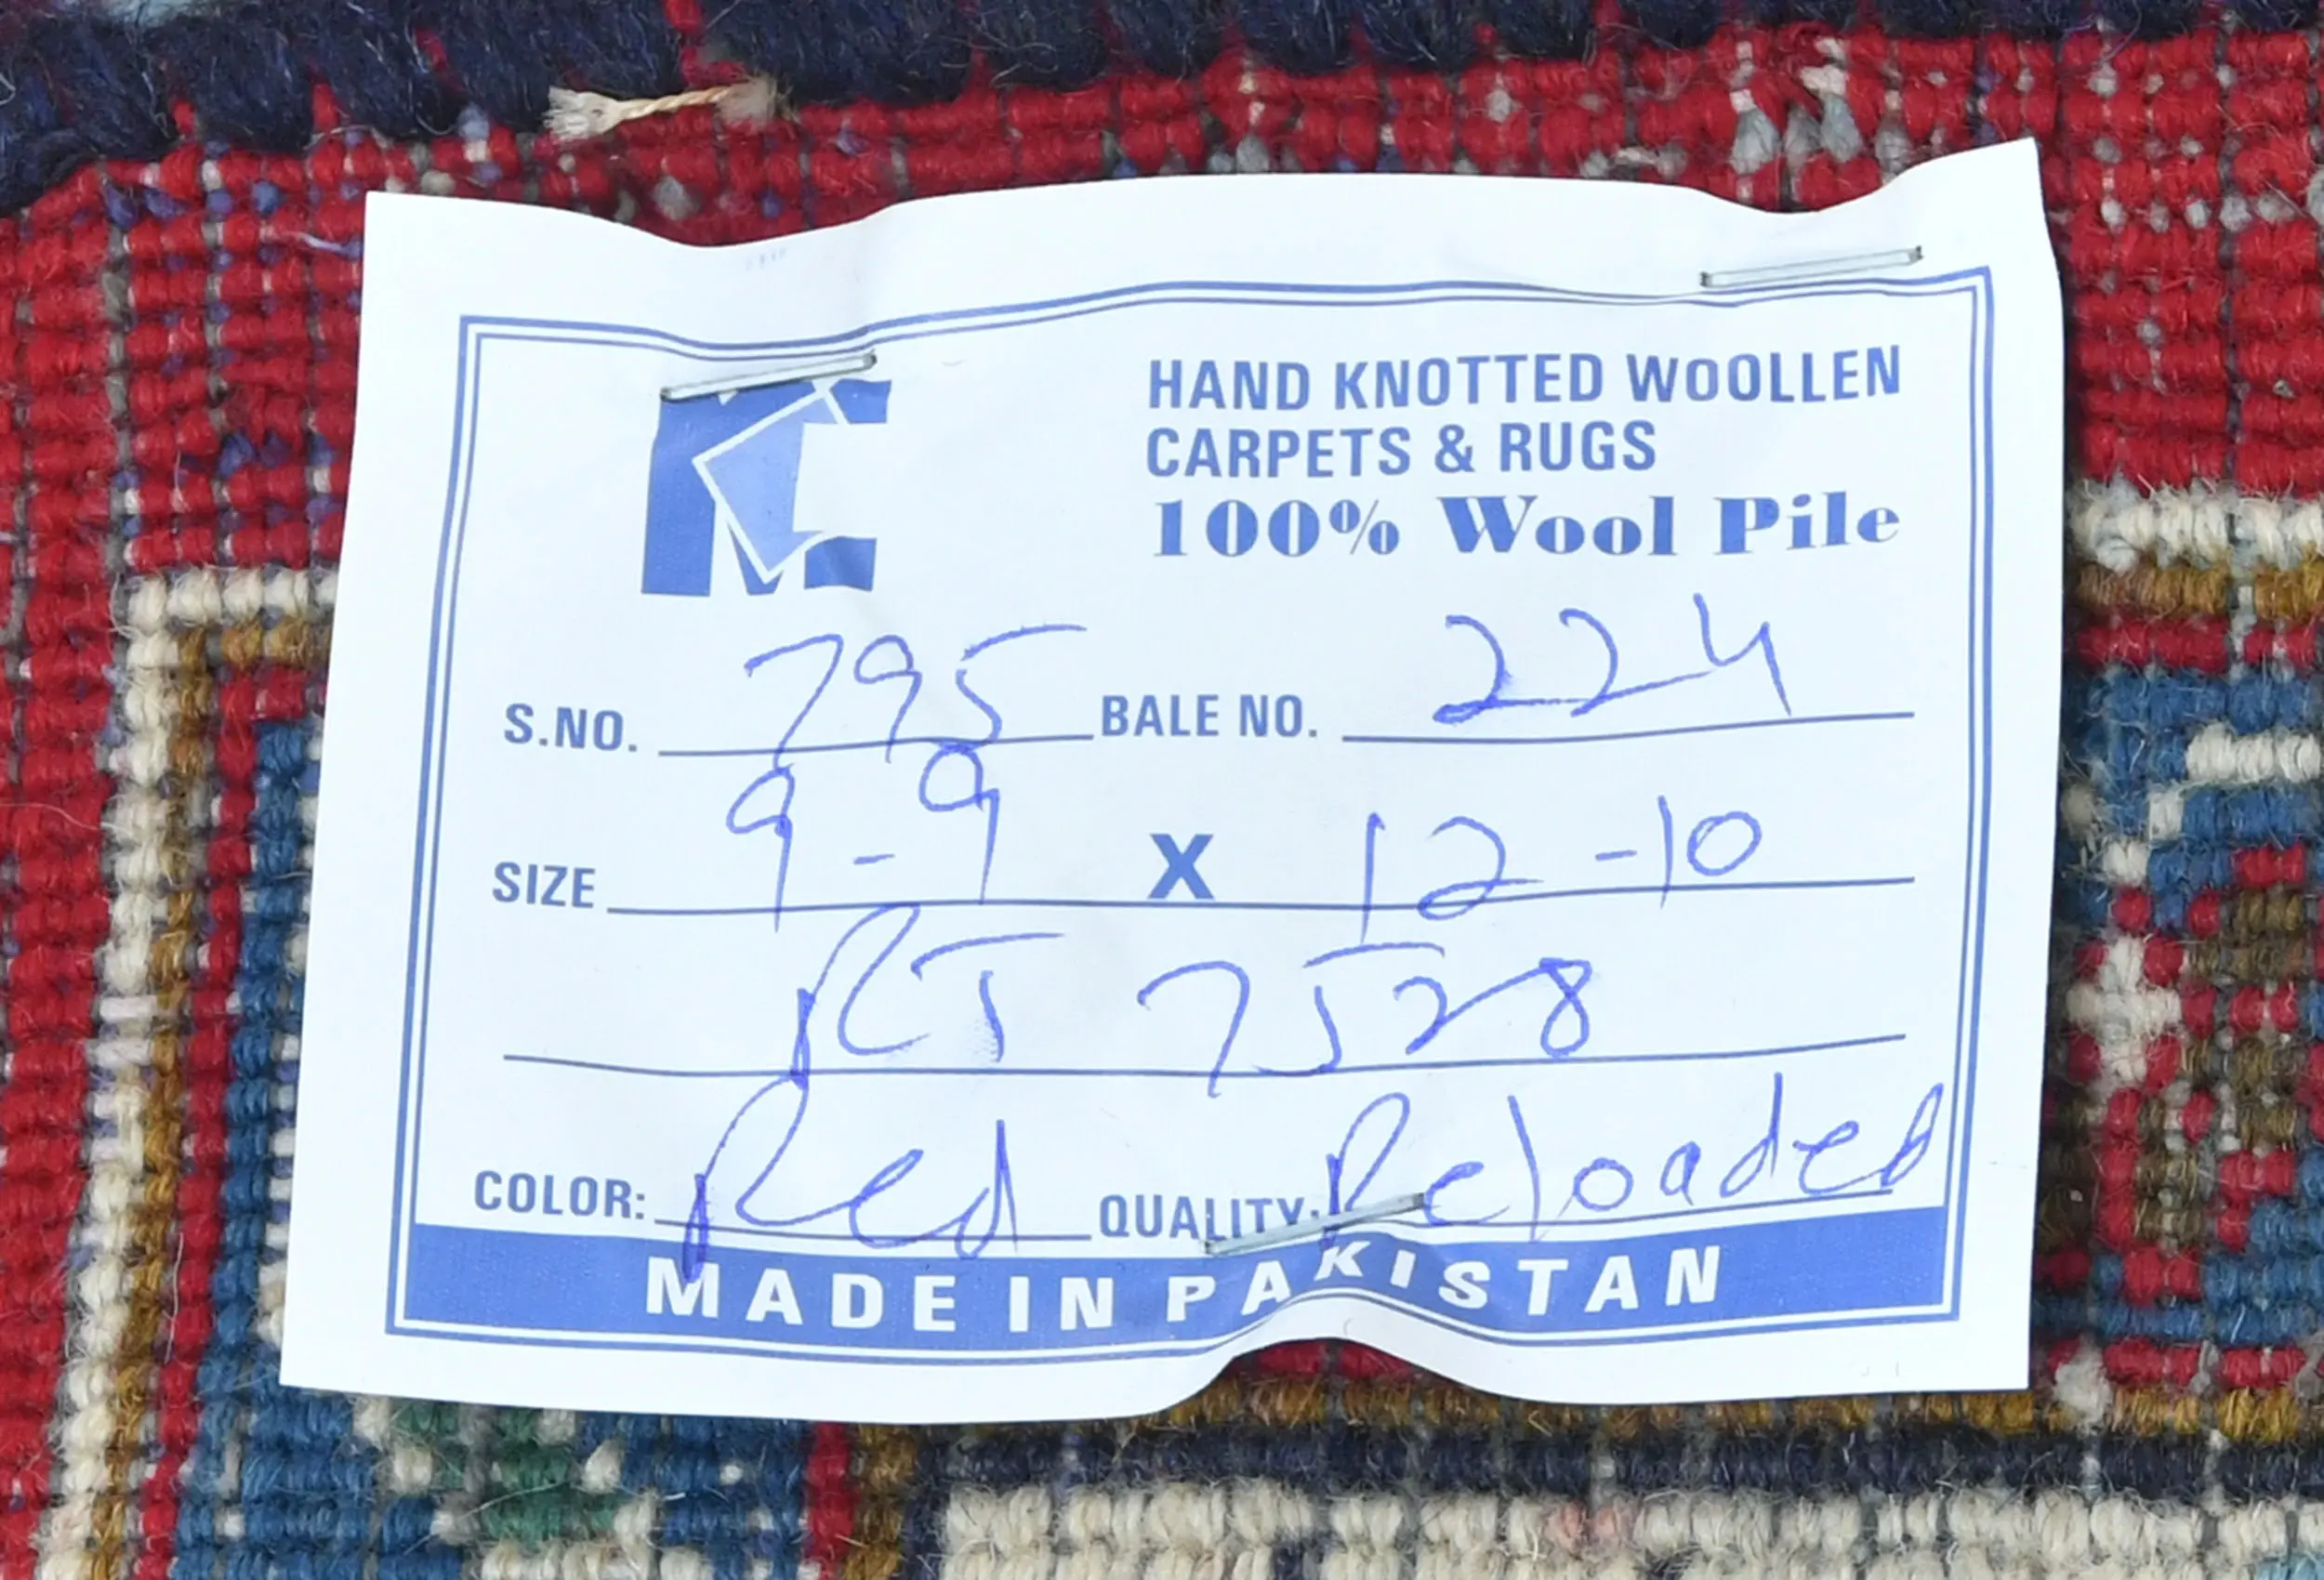 KC
HAND KNOTTED WOOLLEN
CARPETS & RUGS
100% Wool Pile
S.NO. 795 BALE NO. 224
SIZE 9-9 X 12-10
RT 7528
COLOR: Red QUALITY: Reloaded
MADE IN PAKISTAN